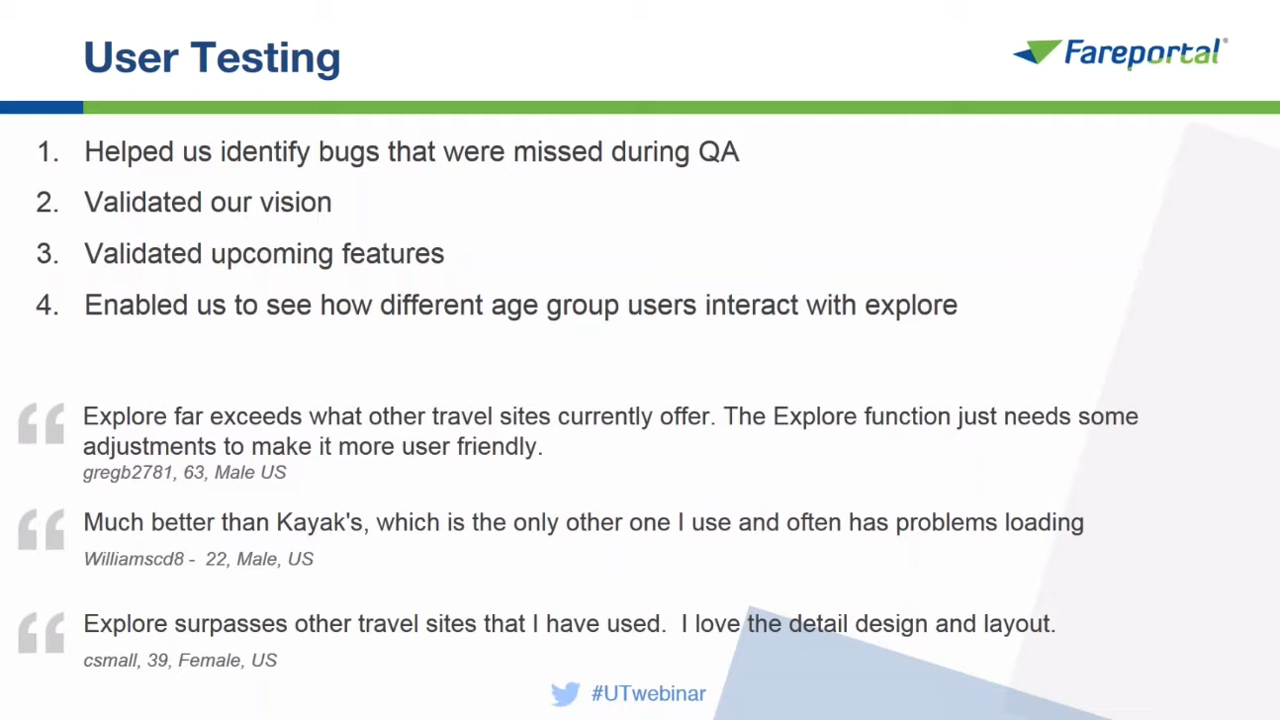 User Testing
Fareportal®
1. Helped us identify bugs that were missed during QA
2. Validated our vision
3. Validated upcoming features
4. Enabled us to see how different age group users interact with explore
Explore far exceeds what other travel sites currently offer. The Explore function just needs some
adjustments to make it more user friendly.
gregb2781, 63, Male US
Much better than Kayak's, which is the only other one I use and often has problems loading
Williamscd8 - 22, Male, US
Explore surpasses other travel sites that I have used. I love the detail design and layout.
csmall, 39, Female, US
#UTwebinar